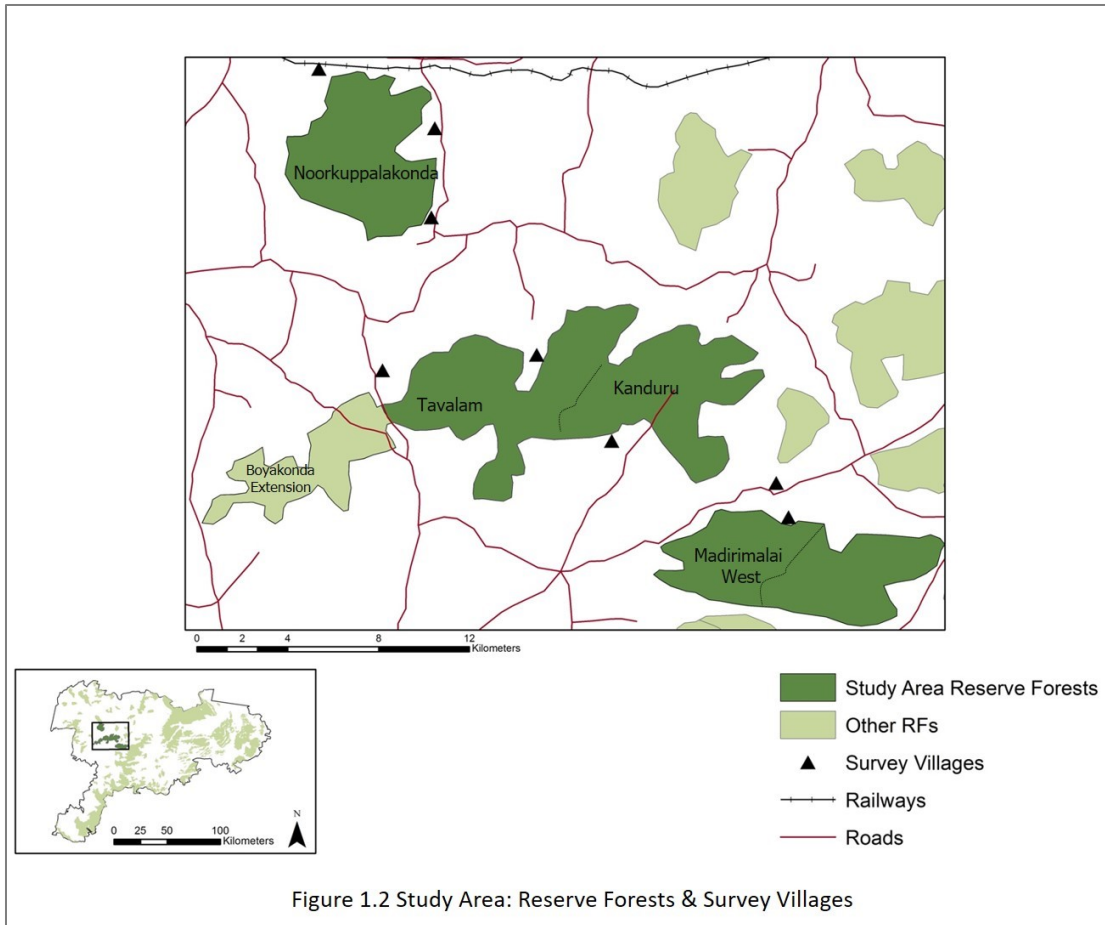 Noorkuppalakonda
Kanduru
Tavalam
Boyakonda
Extension
Madirimalai
West
0 2 4 8 12
Kilometers
Study Area Reserve Forests
Other RFs
Survey Villages
Railways
Roads
N
0 25 50 100
Kilometers
Figure 1.2 Study Area: Reserve Forests & Survey Villages